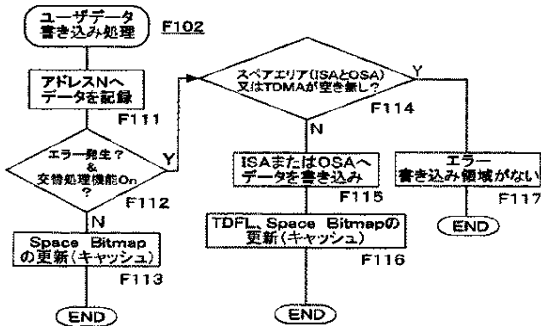 ユーザデータ
書き込み処理
F102
アドレスNへ
データを記録
F111
エラー発生?
&
交替処理機能On
?
Y
F112
N
Space Bitmap
の更新(キャッシュ)
F113
END
スペアエリア(ISAとOSA)
又はTDMAが空き無し?
Y
F114
N
ISAまたはOSAへ
データを書き込み
F115
TDFL、Space Bitmapの
更新(キャッシュ)
F116
END
エラー
書き込み領域がない
F117
END